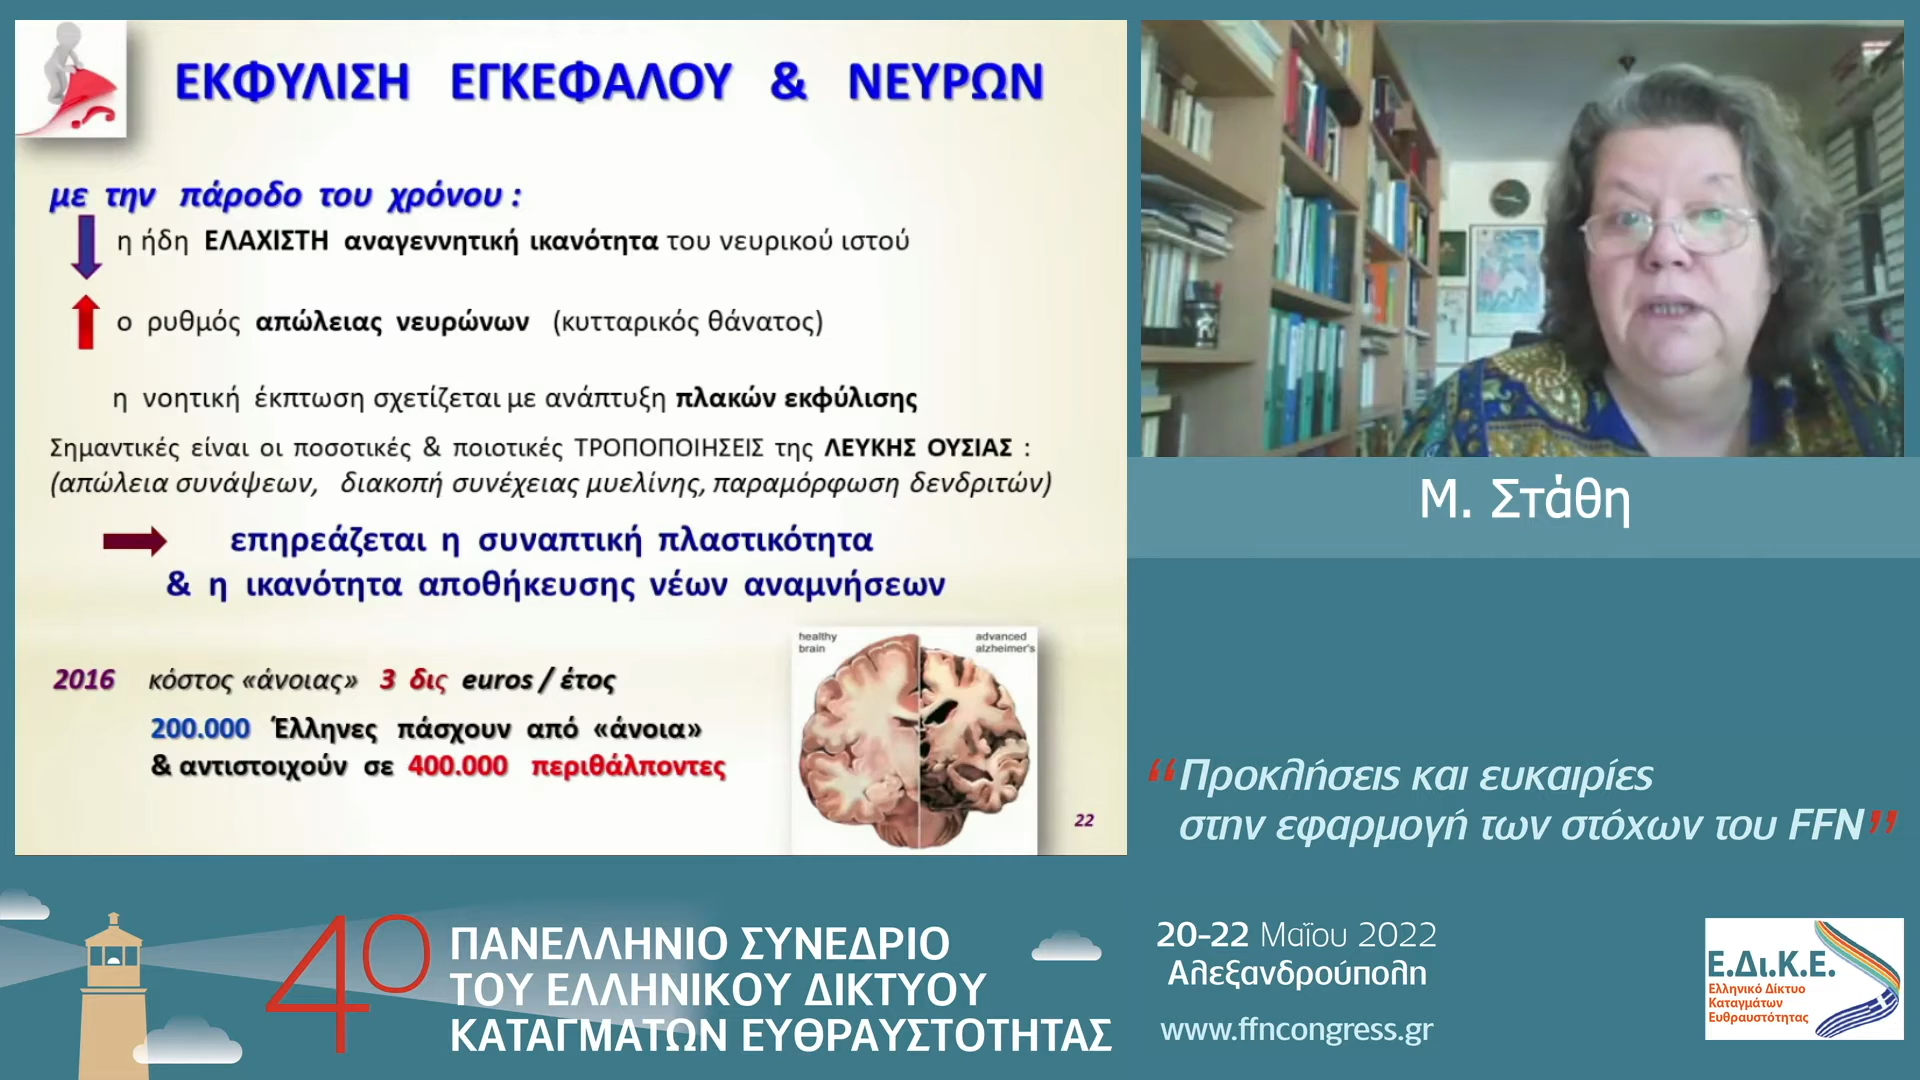 ΕΚΦΥΛΙΣΗ ΕΓΚΕΦΑΛΟΥ & ΝΕΥΡΩΝ
με την πάροδο του χρόνου :
η ήδη ΕΛΑΧΙΣΤΗ αναγεννητική ικανότητα του νευρικού ιστού
ο ρυθμός απώλειας νευρώνων (κυτταρικός θάνατος)
η νοητική έκπτωση σχετίζεται με ανάπτυξη πλακών εκφύλισης
Σημαντικές είναι οι ποσοτικές & ποιοτικές ΤΡΟΠΟΠΟΙΗΣΕΙΣ της ΛΕΥΚΗΣ ΟΥΣΙΑΣ :
(απώλεια συνάψεων, διακοπή συνέχειας μυελίνης, παραμόρφωση δενδριτών)
επηρεάζεται η συναπτική πλαστικότητα
& η ικανότητα αποθήκευσης νέων αναμνήσεων
healthy brain
advanced alzheimer's
2016 κόστος «άνοιας» 3 δις euros / έτος
200.000 Έλληνες πάσχουν από «άνοια»
& αντιστοιχούν σε 400.000 περιθάλποντες
22
Μ. Στάθη
“Προκλήσεις και ευκαιρίες
στην εφαρμογή των στόχων του FFN”
4ο ΠΑΝΕΛΛΗΝΙΟ ΣΥΝΕΔΡΙΟ
ΤΟΥ ΕΛΛΗΝΙΚΟΥ ΔΙΚΤΥΟΥ
ΚΑΤΑΓΜΑΤΩΝ ΕΥΘΡΑΥΣΤΟΤΗΤΑΣ
20-22 Μαΐου 2022
Αλεξανδρούπολη
www.ffncongress.gr
Ε.Δι.Κ.Ε.
Ελληνικό Δίκτυο
Καταγμάτων
Ευθραυστότητας